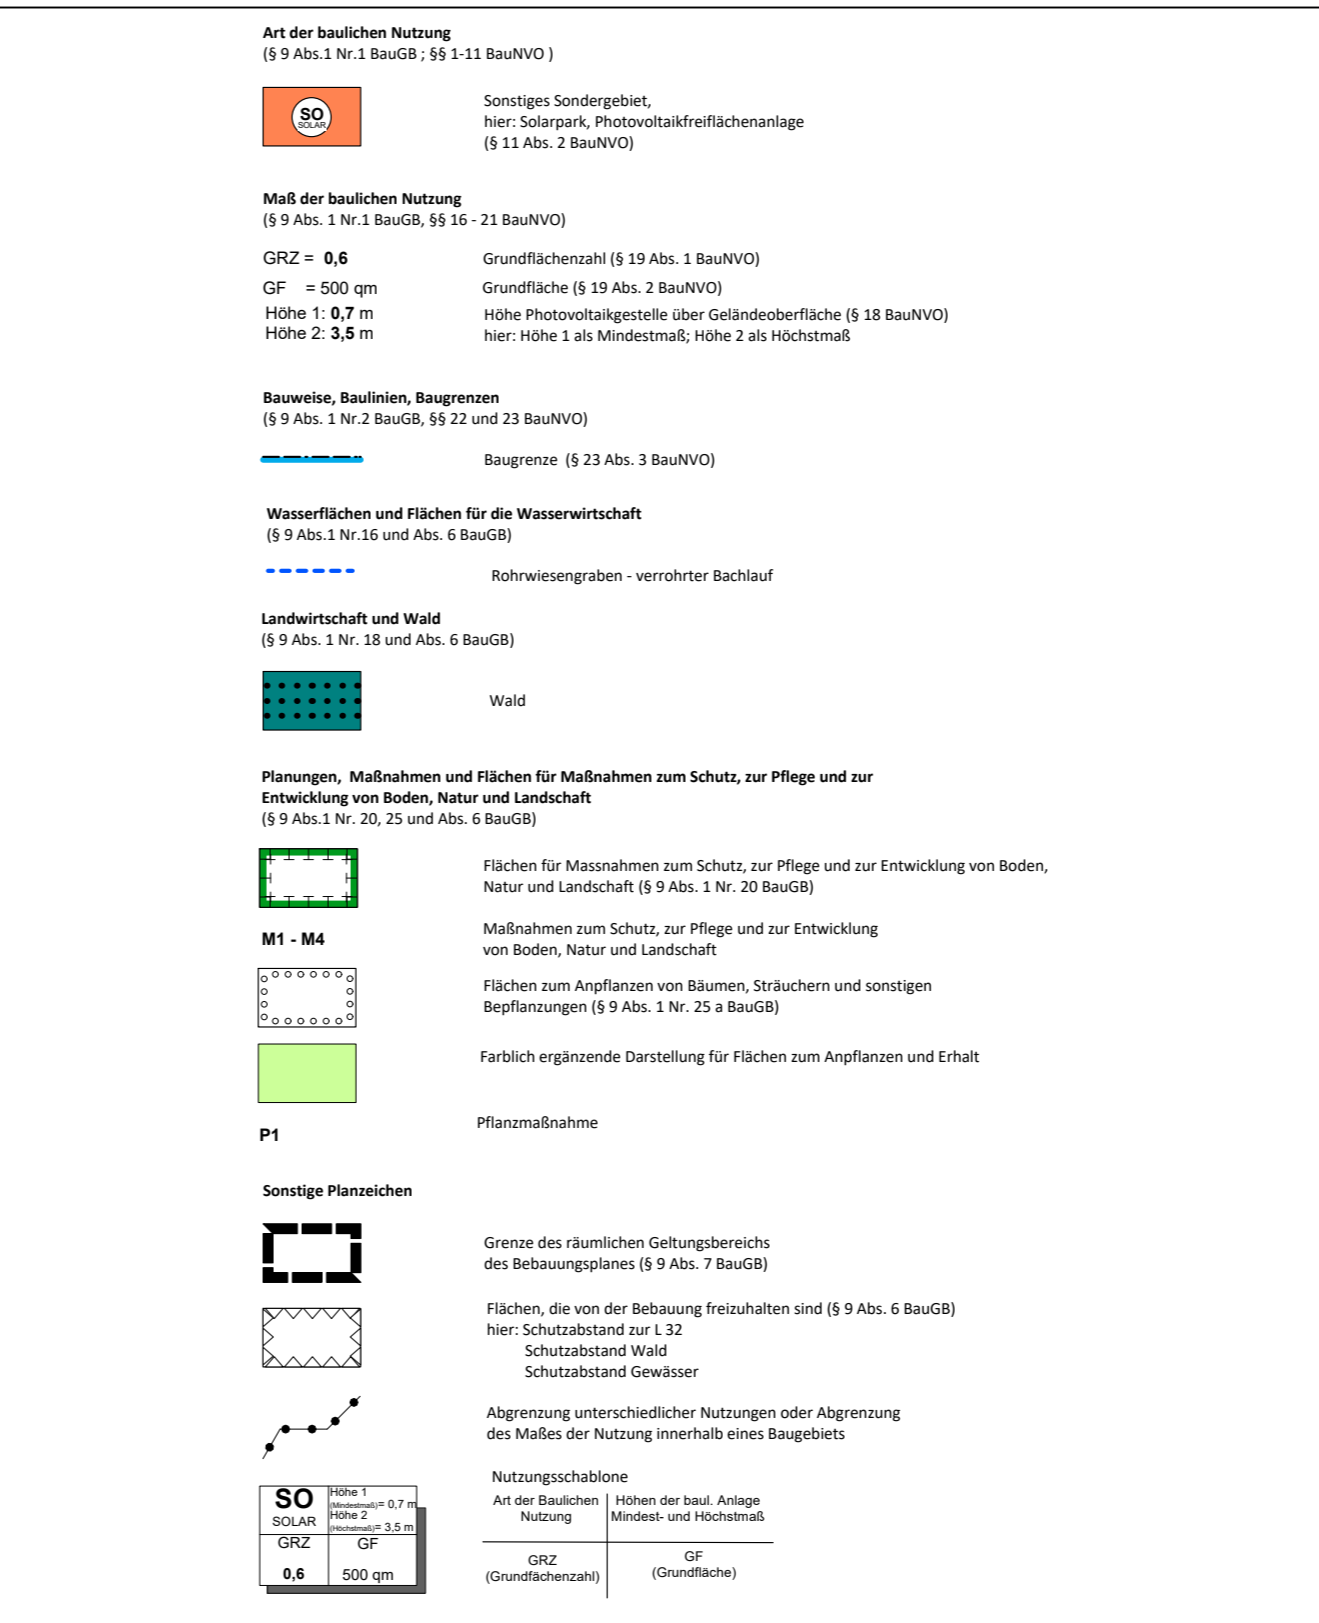 Art der baulichen Nutzung
(§ 9 Abs.1 Nr.1 BauGB ; §§ 1-11 BauNVO )
SO
SOLAR
Sonstiges Sondergebiet,
hier: Solarpark, Photovoltaikfreiflächenanlage
(§ 11 Abs. 2 BauNVO)
Maß der baulichen Nutzung
(§ 9 Abs. 1 Nr.1 BauGB, §§ 16 - 21 BauNVO)
GRZ = 0,6 Grundflächenzahl (§ 19 Abs. 1 BauNVO)
GF = 500 qm Grundfläche (§ 19 Abs. 2 BauNVO)
Höhe 1: 0,7 m Höhe Photovoltaikgestelle über Geländeoberfläche (§ 18 BauNVO)
Höhe 2: 3,5 m hier: Höhe 1 als Mindestmaß; Höhe 2 als Höchstmaß
Bauweise, Baulinien, Baugrenzen
(§ 9 Abs. 1 Nr.2 BauGB, §§ 22 und 23 BauNVO)
Baugrenze (§ 23 Abs. 3 BauNVO)
Wasserflächen und Flächen für die Wasserwirtschaft
(§ 9 Abs.1 Nr.16 und Abs. 6 BauGB)
Rohrwiesengraben - verrohrter Bachlauf
Landwirtschaft und Wald
(§ 9 Abs. 1 Nr. 18 und Abs. 6 BauGB)
Wald
Planungen, Maßnahmen und Flächen für Maßnahmen zum Schutz, zur Pflege und zur
Entwicklung von Boden, Natur und Landschaft
(§ 9 Abs.1 Nr. 20, 25 und Abs. 6 BauGB)
Flächen für Massnahmen zum Schutz, zur Pflege und zur Entwicklung von Boden,
Natur und Landschaft (§ 9 Abs. 1 Nr. 20 BauGB)
M1 - M4
Maßnahmen zum Schutz, zur Pflege und zur Entwicklung
von Boden, Natur und Landschaft
Flächen zum Anpflanzen von Bäumen, Sträuchern und sonstigen
Bepflanzungen (§ 9 Abs. 1 Nr. 25 a BauGB)
Farblich ergänzende Darstellung für Flächen zum Anpflanzen und Erhalt
P1
Pflanzmaßnahme
Sonstige Planzeichen
Grenze des räumlichen Geltungsbereichs
des Bebauungsplanes (§ 9 Abs. 7 BauGB)
Flächen, die von der Bebauung freizuhalten sind (§ 9 Abs. 6 BauGB)
hier: Schutzabstand zur L 32
Schutzabstand Wald
Schutzabstand Gewässer
Abgrenzung unterschiedlicher Nutzungen oder Abgrenzung
des Maßes der Nutzung innerhalb eines Baugebiets
SO
SOLAR
Höhe 1
(Mindestmaß)= 0,7 m
Höhe 2
(Höchstmaß)= 3,5 m
GRZ
0,6
GF
500 qm
Nutzungsschablone
Art der Baulichen
Nutzung
Höhen der baul. Anlage
Mindest- und Höchstmaß
GRZ
(Grundfächenzahl)
GF
(Grundfläche)